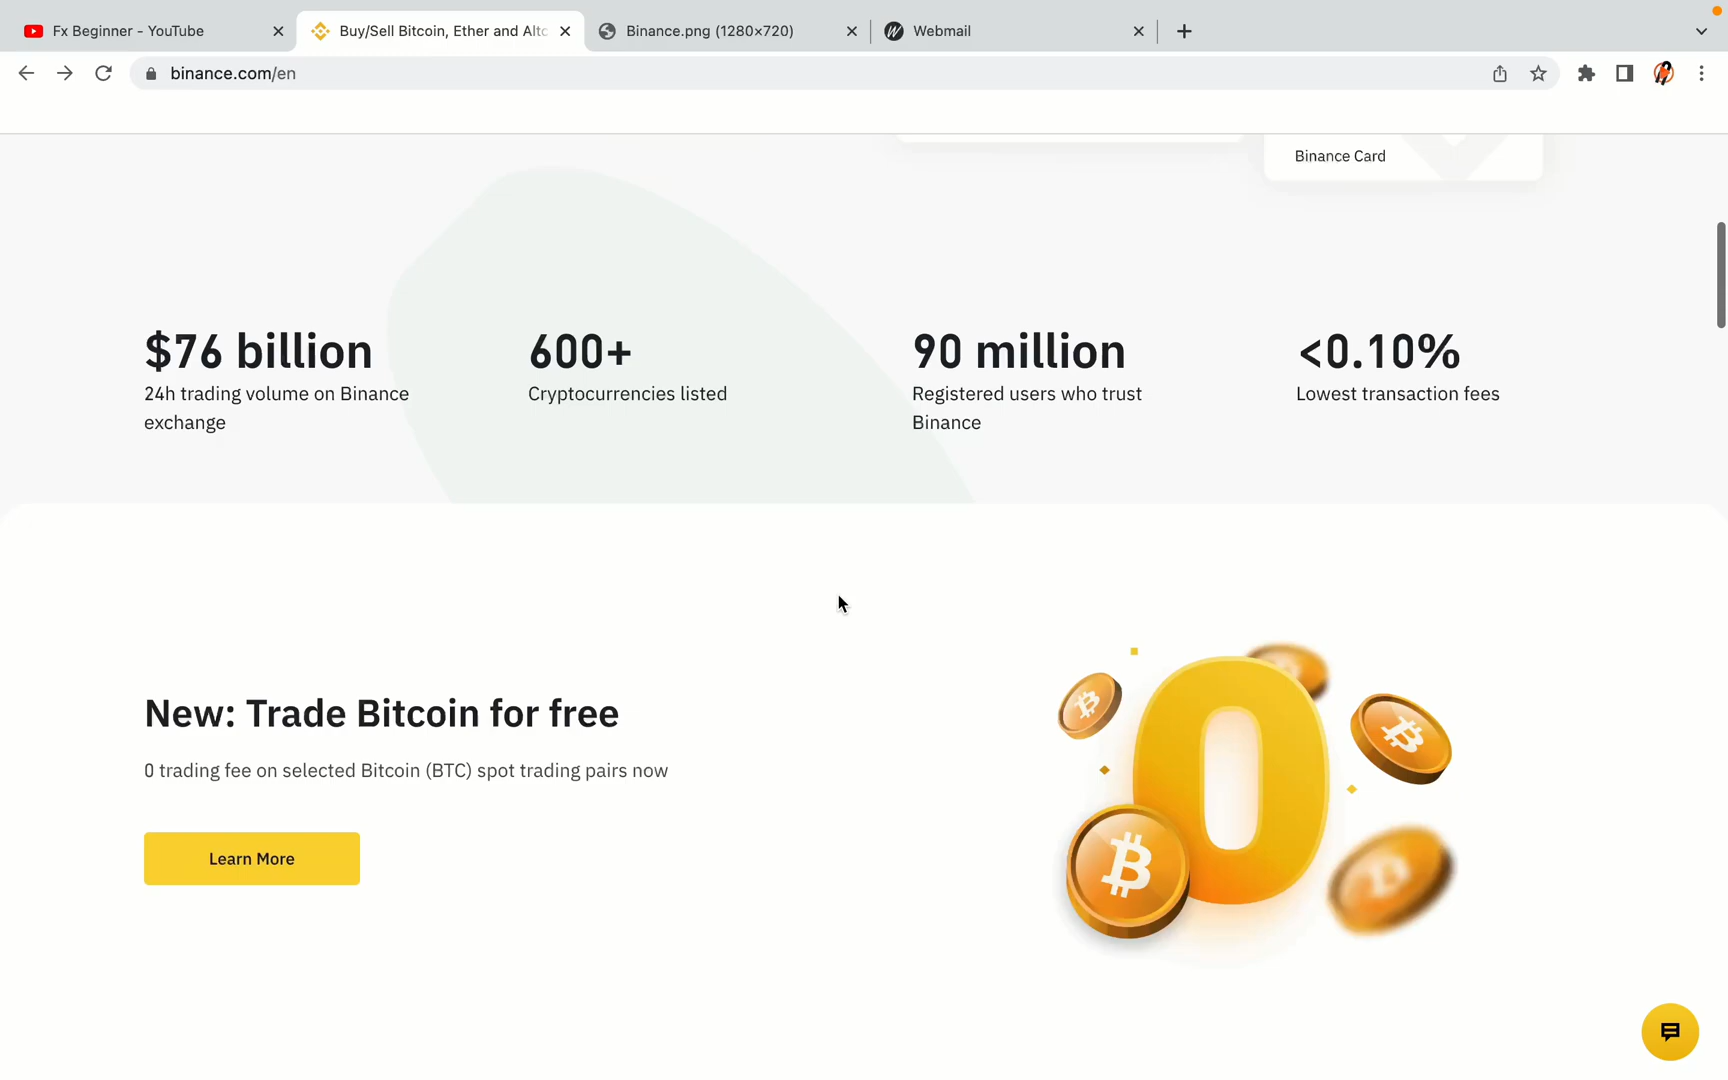 Fx Beginner - YouTube
Buy/Sell Bitcoin, Ether and Altc
Binance.png (1280×720)
Webmail
binance.com/en
Binance Card
$76 billion
24h trading volume on Binance
exchange
600+
Cryptocurrencies listed
90 million
Registered users who trust
Binance
<0.10%
Lowest transaction fees
New: Trade Bitcoin for free
0 trading fee on selected Bitcoin (BTC) spot trading pairs now
Learn More
0